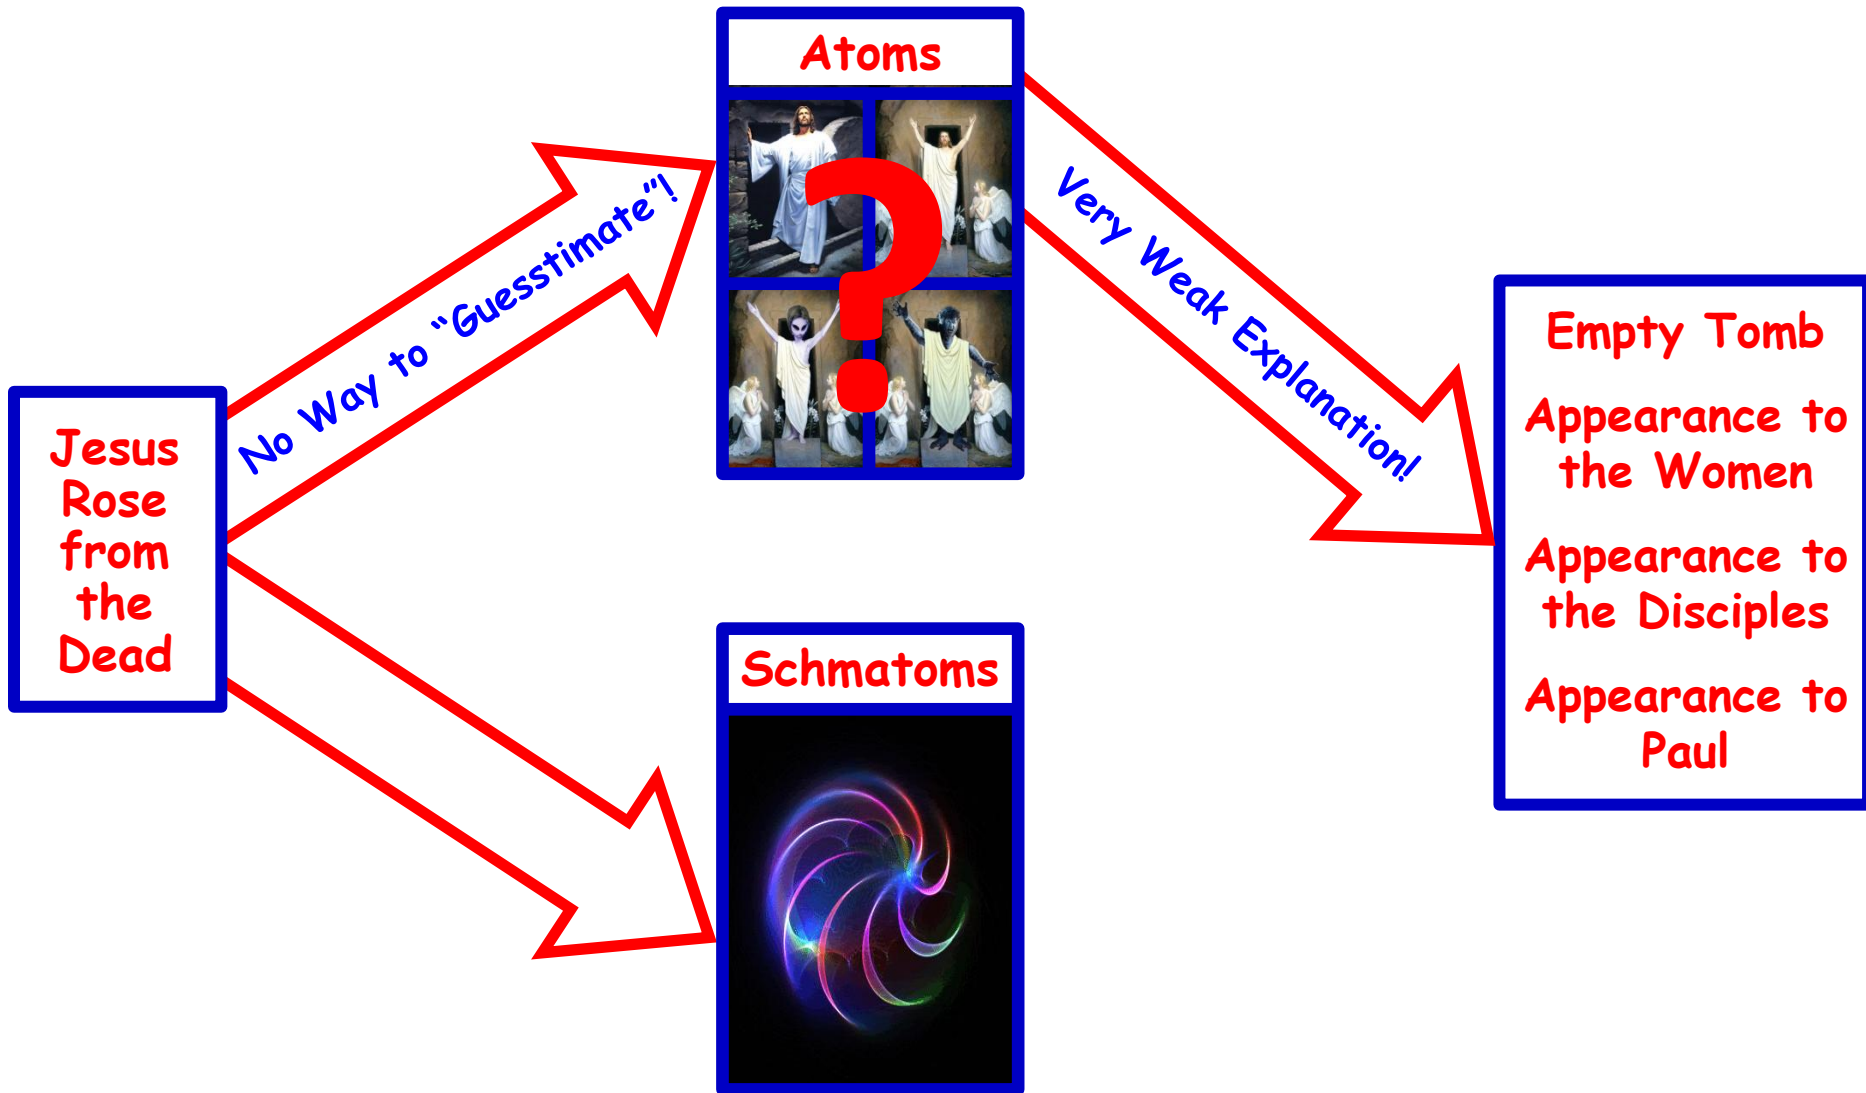 Atoms
No Way to “Guesstimate”!
Very Weak Explanation!
Jesus
Rose
from
the
Dead
?
Schmatoms
Empty Tomb
Appearance to
the Women
Appearance to
the Disciples
Appearance to
Paul